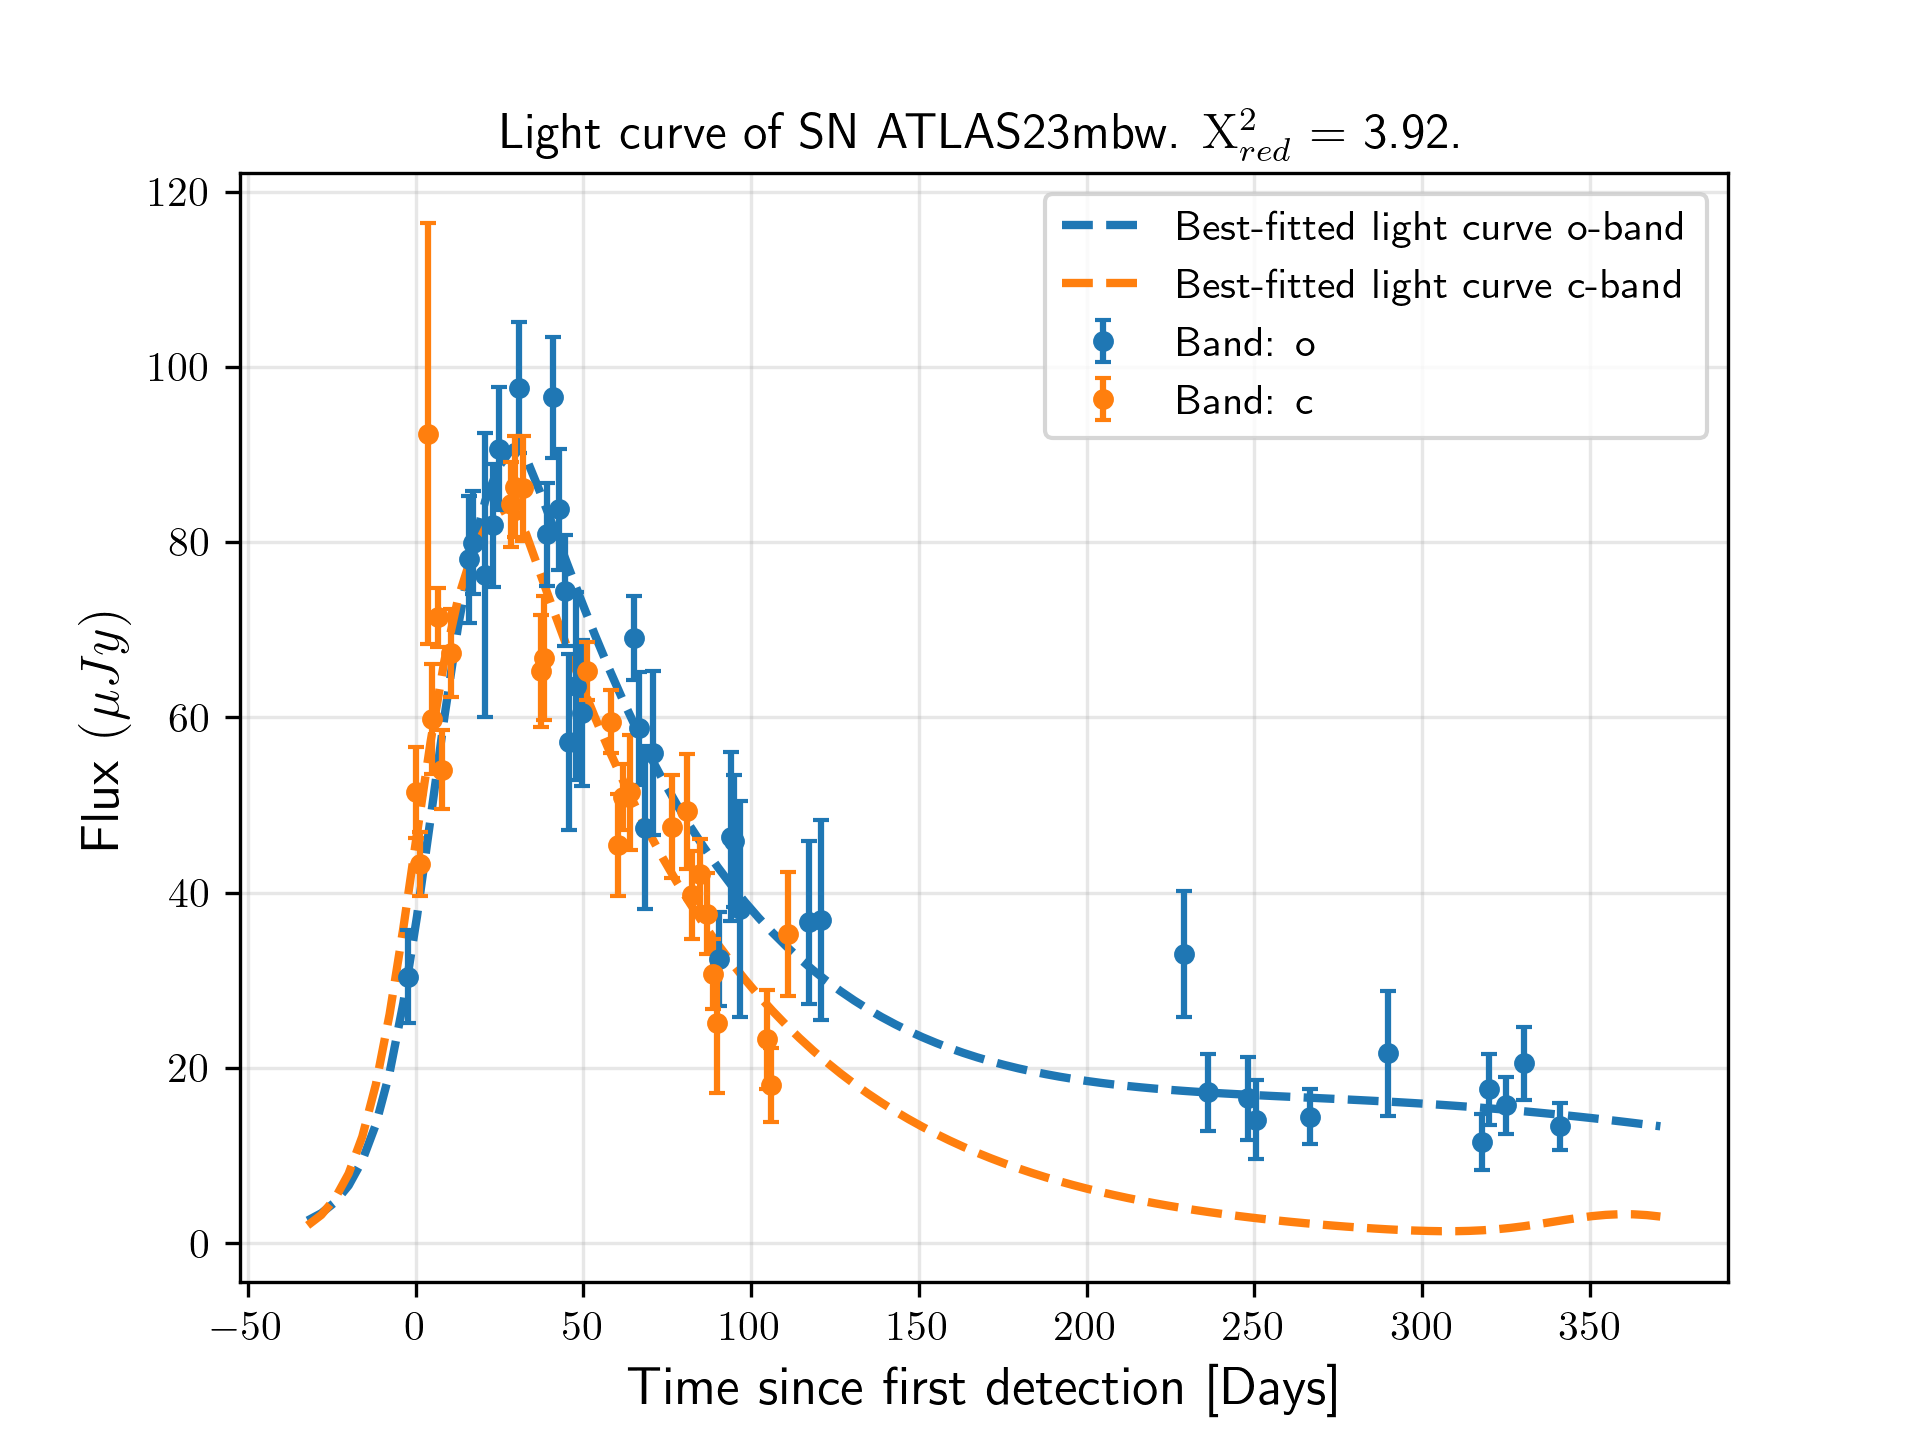 Light curve of SN ATLAS23mbw. X²_red = 3.92.
120
100
80
60
40
20
0
Flux (μJy)
Best-fitted light curve o-band
Best-fitted light curve c-band
Band: o
Band: c
−50 0 50 100 150 200 250 300 350
Time since first detection [Days]